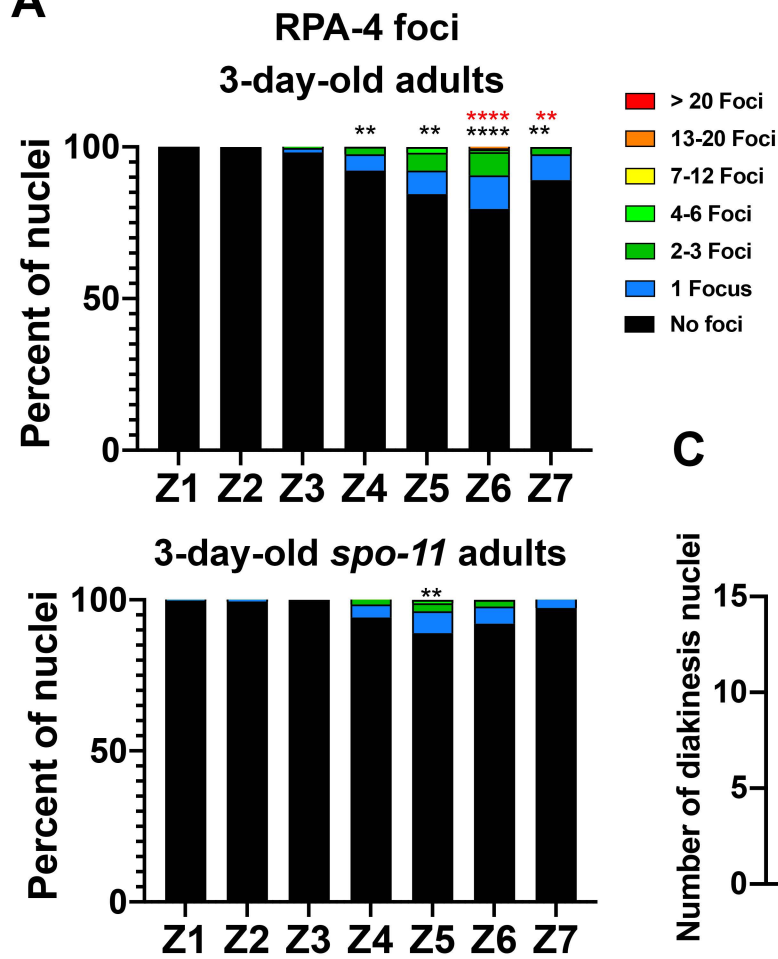 A
RPA-4 foci
3-day-old adults
Percent of nuclei
100
50
0
** ** **** **
**** **
Z1 Z2 Z3 Z4 Z5 Z6 Z7
> 20 Foci
13-20 Foci
7-12 Foci
4-6 Foci
2-3 Foci
1 Focus
No foci
3-day-old spo-11 adults
Percent of nuclei
100
50
0
**
Z1 Z2 Z3 Z4 Z5 Z6 Z7
C
Number of diakinesis nuclei
15
10
5
0